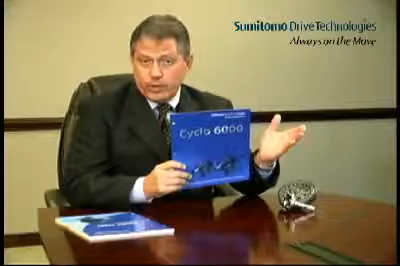 Sumitomo Drive Technologies
Always on the Move
Cyclo 6000